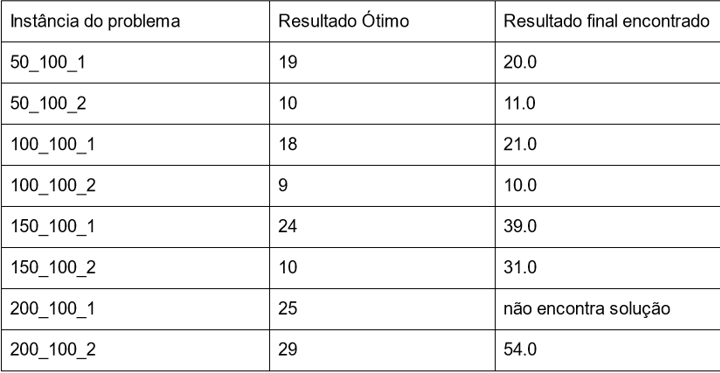 Instância do problema Resultado Ótimo Resultado final encontrado
50_100_1 19 20.0
50_100_2 10 11.0
100_100_1 18 21.0
100_100_2 9 10.0
150_100_1 24 39.0
150_100_2 10 31.0
200_100_1 25 não encontra solução
200_100_2 29 54.0